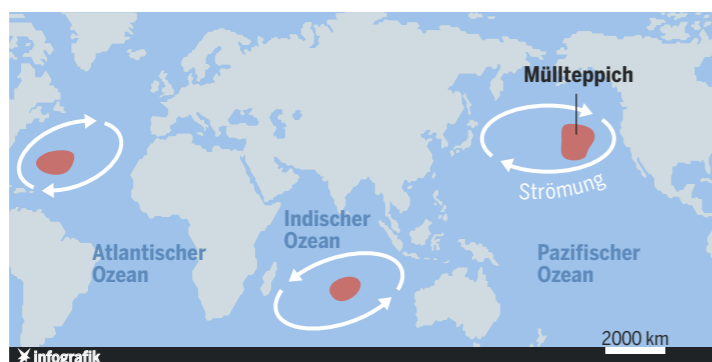 Müllteppich
Strömung
Indischer
Ozean
Atlantischer
Ozean
Pazifischer
Ozean
2000 km
infografik